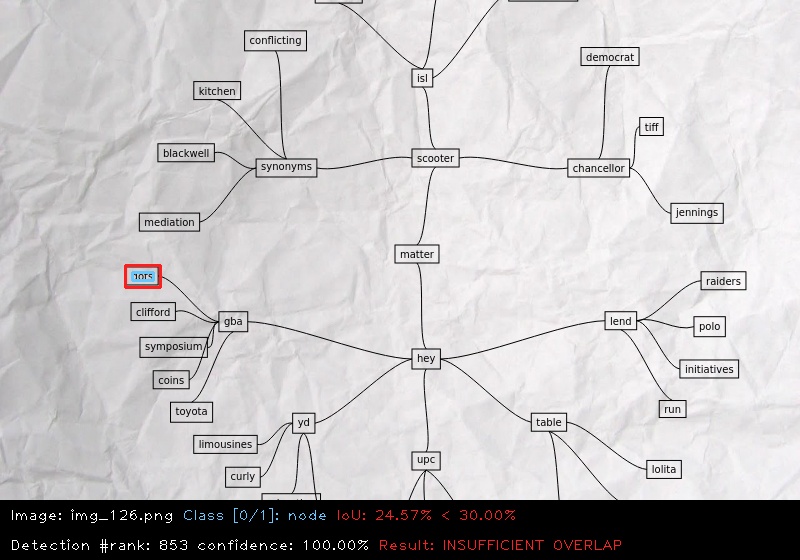 conflicting
democrat
isl
kitchen
tiff
blackwell
scooter
synonyms
chancellor
jennings
mediation
matter
raiders
clifford
gba
lend
polo
symposium
hey
initiatives
coins
toyota
run
yd
table
limousines
upc
lolita
curly
Image: img_126.png Class [0/1]: node IoU: 24.57% < 30.00%
Detection #rank: 853 confidence: 100.00% Result: INSUFFICIENT OVERLAP